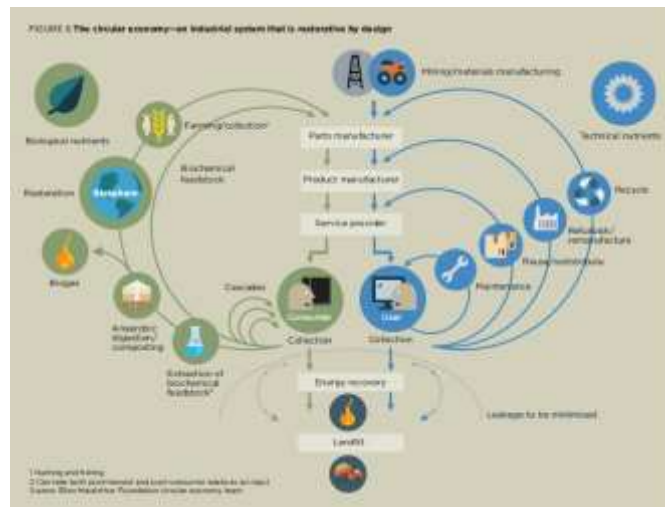 FIGURE 6 The circular economy—an industrial system that is restorative by design
Mining/materials manufacturing
Farming/collection¹
Biological nutrients
Technical nutrients
Parts manufacturer
Biochemical
feedstock
Product manufacturer
Restoration
Biosphere
Recycle
Service provider
Refurbish/
remanufacture
Reuse/redistribute
Biogas
Cascades
Maintenance
Consumer
User
Anaerobic
digestion/
composting
Collection
Collection
Extraction of
biochemical
feedstock²
Energy recovery
Leakage to be minimised
Landfill
1 Hunting and fishing
2 Can take both post-harvest and post-consumer waste as an input
Source: Ellen MacArthur Foundation circular economy team